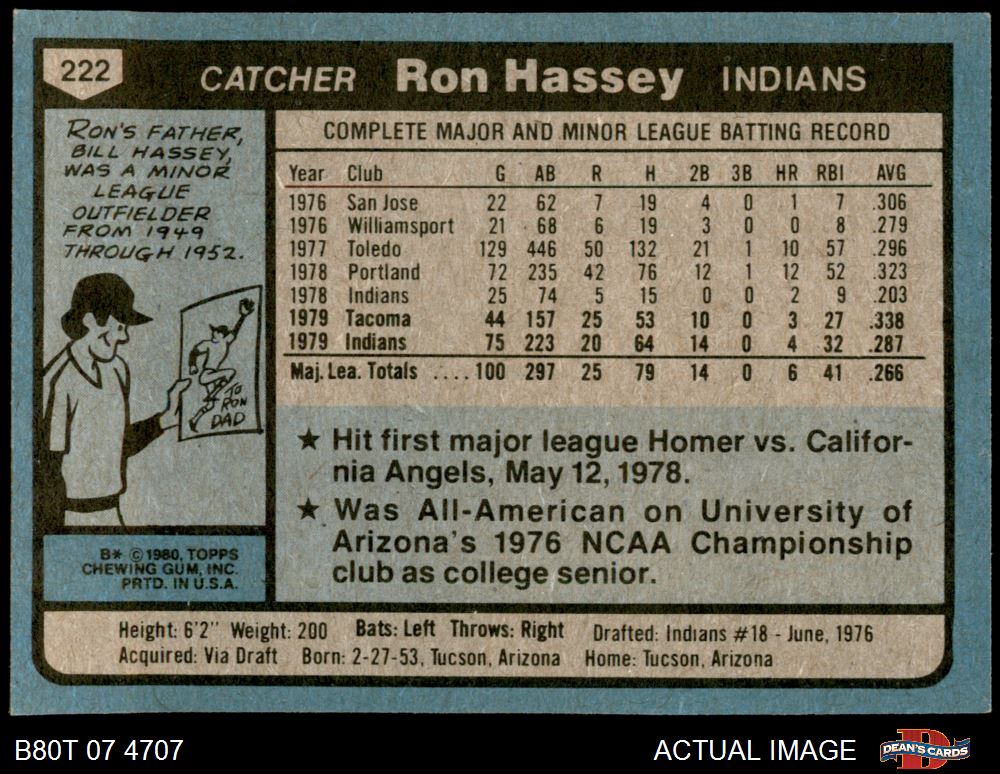 222
CATCHER Ron Hassey INDIANS
RON'S FATHER,
BILL HASSEY,
WAS A MINOR
LEAGUE
OUTFIELDER
FROM 1949
THROUGH 1952.
TO
RON
DAD
B* © 1980, TOPPS
CHEWING GUM, INC.
PRTD. IN U.S.A.
COMPLETE MAJOR AND MINOR LEAGUE BATTING RECORD
Year Club G AB R H 2B 3B HR RBI AVG
1976 San Jose 22 62 7 19 4 0 1 7 .306
1976 Williamsport 21 68 6 19 3 0 0 8 .279
1977 Toledo 129 446 50 132 21 1 10 57 .296
1978 Portland 72 235 42 76 12 1 12 52 .323
1978 Indians 25 74 5 15 0 0 2 9 .203
1979 Tacoma 44 157 25 53 10 0 3 27 .338
1979 Indians 75 223 20 64 14 0 4 32 .287
Maj. Lea. Totals ....100 297 25 79 14 0 6 41 .266
★ Hit first major league Homer vs. Califor-
nia Angels, May 12, 1978.
★ Was All-American on University of
Arizona's 1976 NCAA Championship
club as college senior.
Height: 6'2" Weight: 200 Bats: Left Throws: Right Drafted: Indians #18 - June, 1976
Acquired: Via Draft Born: 2-27-53, Tucson, Arizona Home: Tucson, Arizona
B80T 07 4707 ACTUAL IMAGE DEAN'S CARDS